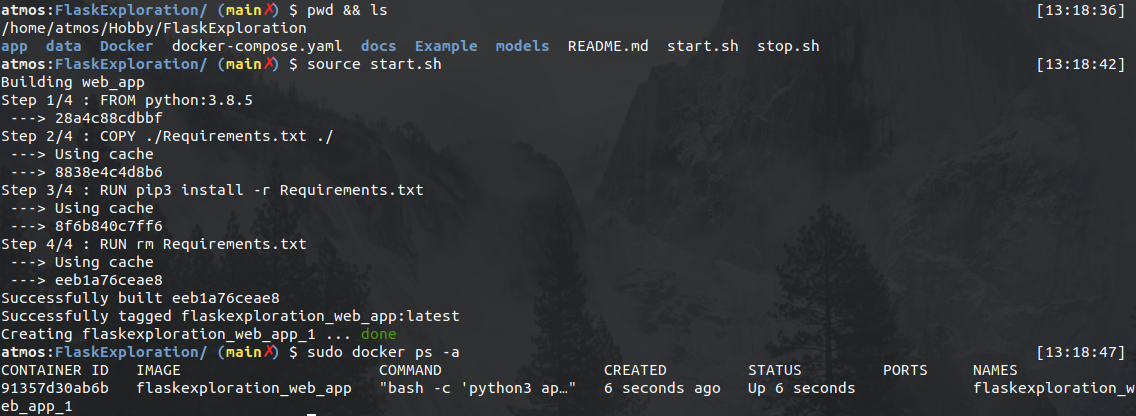 atmos:FlaskExploration/ (main✗) $ pwd && ls [13:18:36]
/home/atmos/Hobby/FlaskExploration
app data Docker docker-compose.yaml docs Example models README.md start.sh stop.sh
atmos:FlaskExploration/ (main✗) $ source start.sh [13:18:42]
Building web_app
Step 1/4 : FROM python:3.8.5
---> 28a4c88cdbbf
Step 2/4 : COPY ./Requirements.txt ./
---> Using cache
---> 8838e4c4d8b6
Step 3/4 : RUN pip3 install -r Requirements.txt
---> Using cache
---> 8f6b840c7ff6
Step 4/4 : RUN rm Requirements.txt
---> Using cache
---> eeb1a76ceae8
Successfully built eeb1a76ceae8
Successfully tagged flaskexploration_web_app:latest
Creating flaskexploration_web_app_1 ... done
atmos:FlaskExploration/ (main✗) $ sudo docker ps -a [13:18:47]
CONTAINER ID IMAGE COMMAND CREATED STATUS PORTS NAMES
91357d30ab6b flaskexploration_web_app "bash -c 'python3 ap…" 6 seconds ago Up 6 seconds flaskexploration_w
eb_app_1